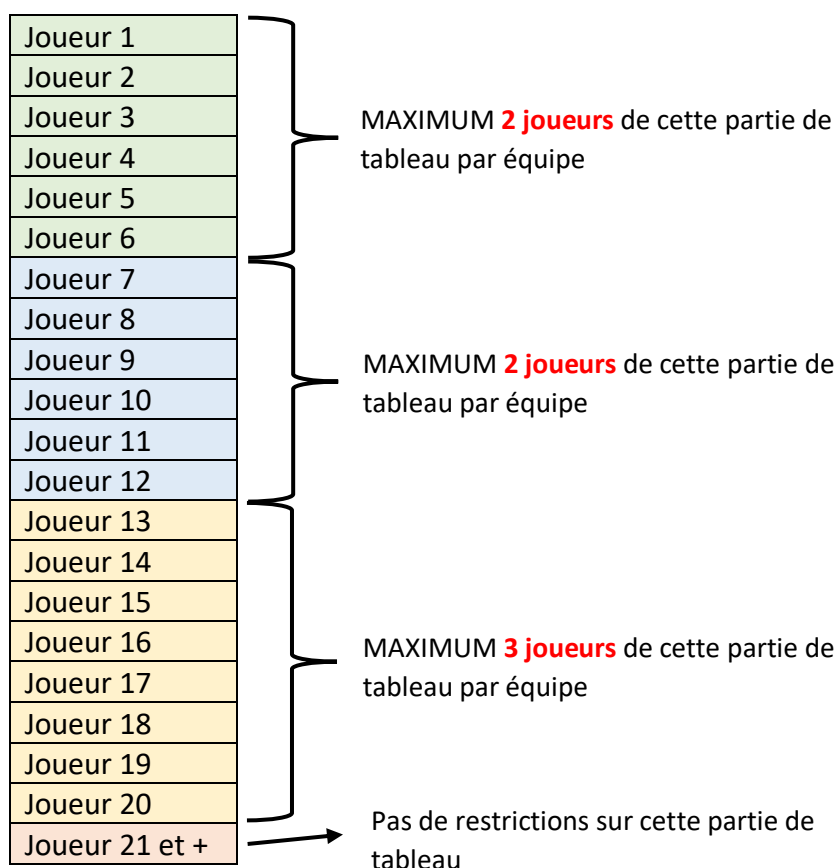 Joueur 1
Joueur 2
Joueur 3
Joueur 4
Joueur 5
Joueur 6
MAXIMUM 2 joueurs de cette partie de
tableau par équipe
Joueur 7
Joueur 8
Joueur 9
Joueur 10
Joueur 11
Joueur 12
MAXIMUM 2 joueurs de cette partie de
tableau par équipe
Joueur 13
Joueur 14
Joueur 15
Joueur 16
Joueur 17
Joueur 18
Joueur 19
Joueur 20
MAXIMUM 3 joueurs de cette partie de
tableau par équipe
Joueur 21 et +
Pas de restrictions sur cette partie de
tableau